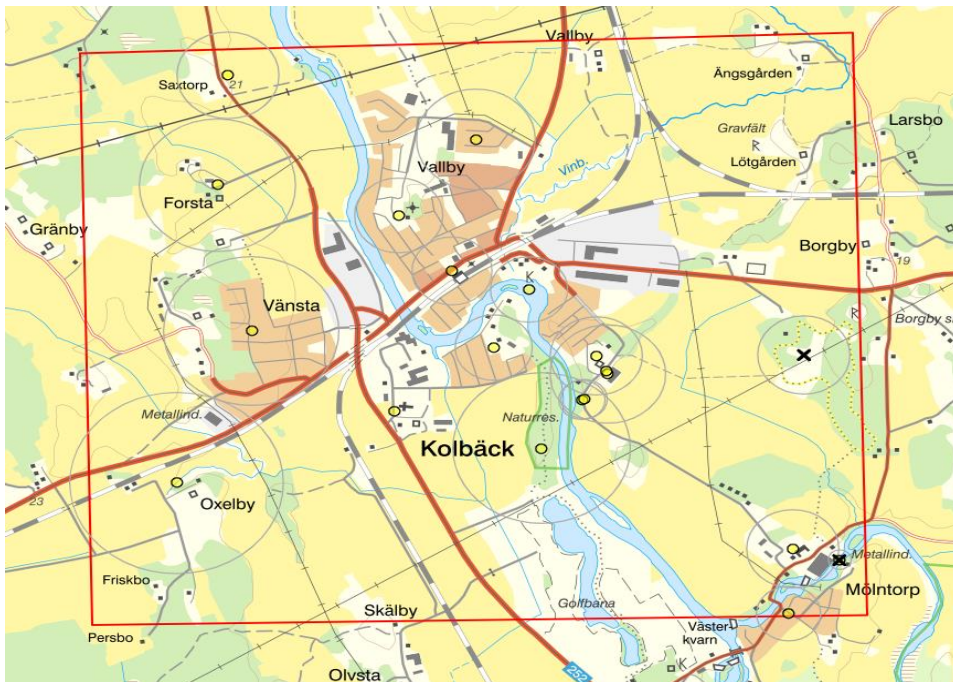 Vallby
Ängsgården
Saxtorp
21
Larsbo
Gravfält
R
Vallby
Vinb.
Lötgården
Forsta
Gränby
Borgby
19
K
Vänsta
R
Metallind.
Naturres.
Kolbäck
23
Oxelby
Metallind.
Friskbo
Mölntorp
Skälby
Golfbana
Väster-
kvarn
Persbo
K
Olvsta
252